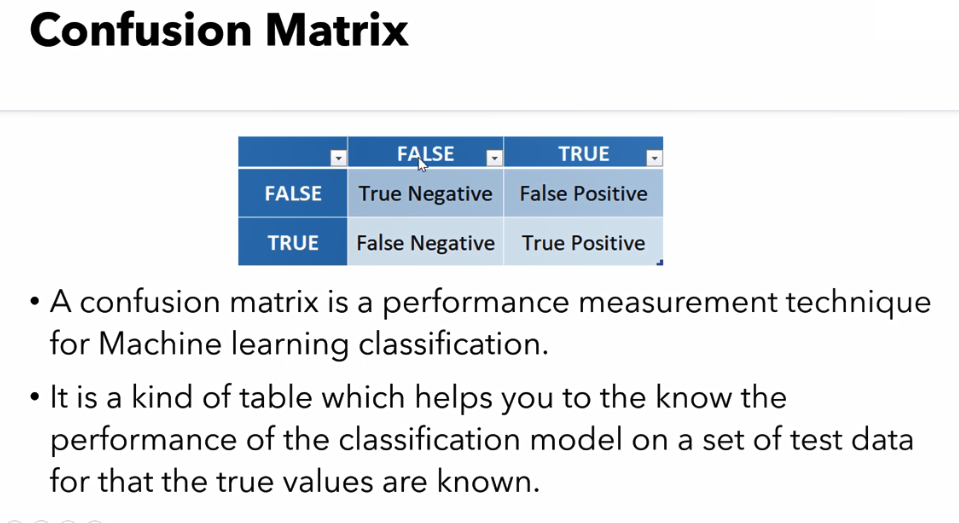 Confusion Matrix
FALSE TRUE
FALSE True Negative False Positive
TRUE False Negative True Positive
• A confusion matrix is a performance measurement technique
for Machine learning classification.
• It is a kind of table which helps you to the know the
performance of the classification model on a set of test data
for that the true values are known.